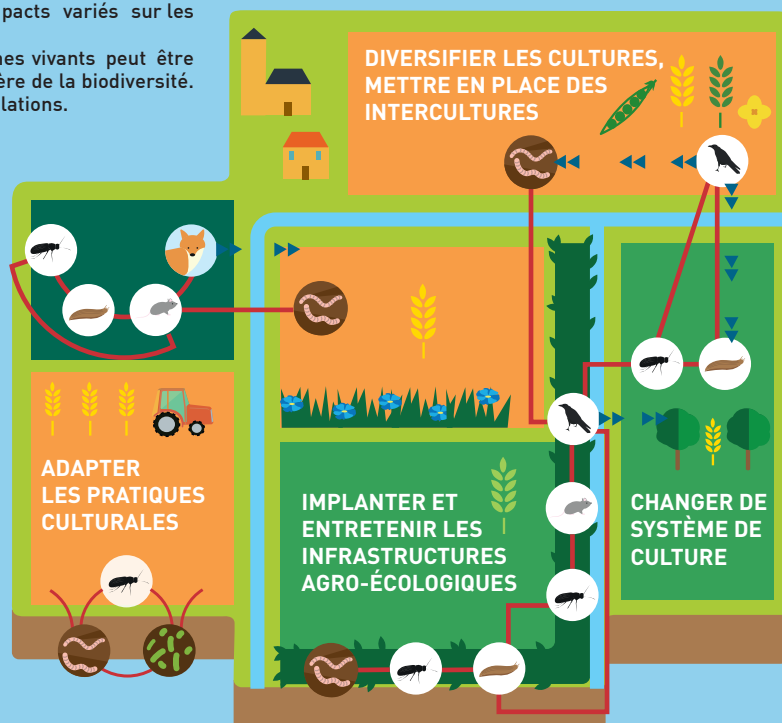 pacts variés sur les
vivants peut être
ère de la biodiversité.
lations.
DIVERSIFIER LES CULTURES,
METTRE EN PLACE DES
INTERCULTURES
ADAPTER
LES PRATIQUES
CULTURALES
IMPLANTER ET
ENTRETENIR LES
INFRASTRUCTURES
AGRO-ÉCOLOGIQUES
CHANGER DE
SYSTÈME DE
CULTURE